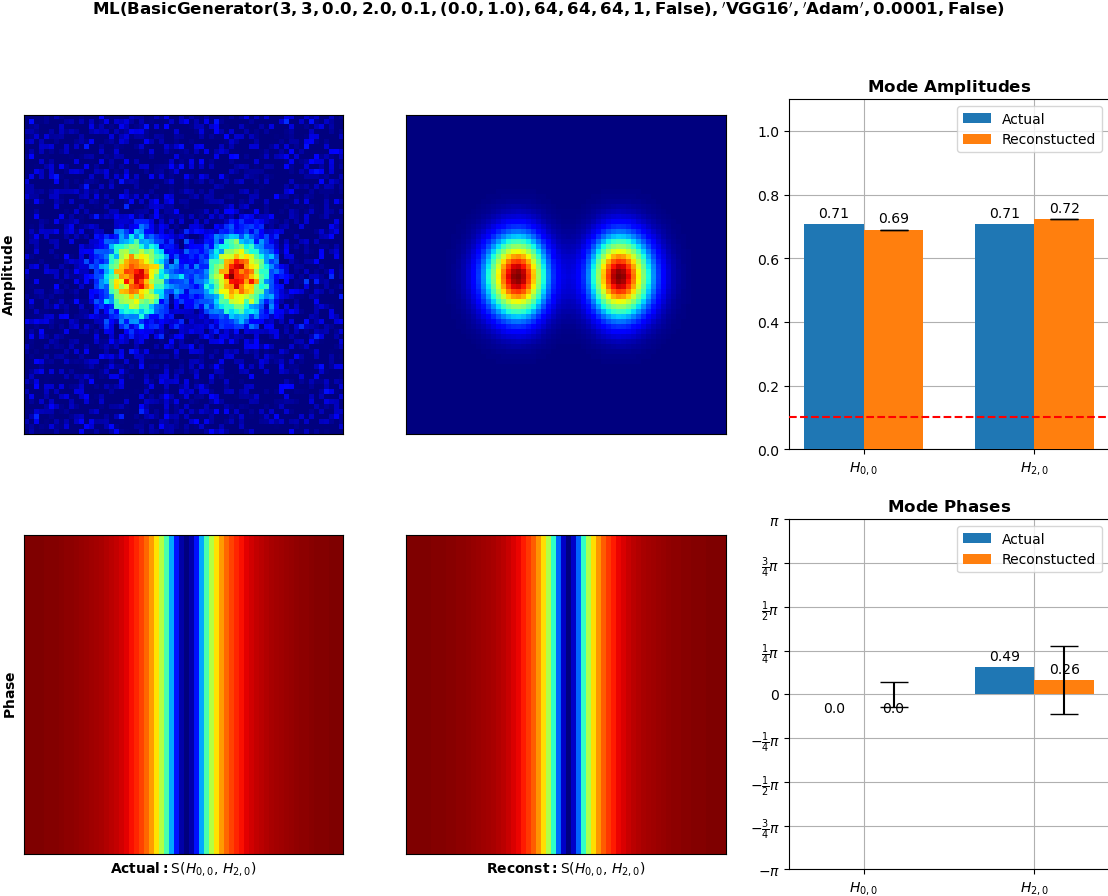 ML(BasicGenerator(3, 3, 0.0, 2.0, 0.1, (0.0, 1.0), 64, 64, 64, 1, False), 'VGG16', 'Adam', 0.0001, False)
Amplitude
Mode Amplitudes
Actual
Reconstucted
1.0
0.8
0.6
0.4
0.2
0.0
0.71
0.69
0.71
0.72
H0, 0
H2, 0
Phase
Actual: S(H0, 0, H2, 0)
Reconst: S(H0, 0, H2, 0)
Mode Phases
Actual
Reconstucted
π
3/4π
1/2π
1/4π
0
−1/4π
−1/2π
−3/4π
−π
0.0
0.0
0.49
0.26
H0, 0
H2, 0